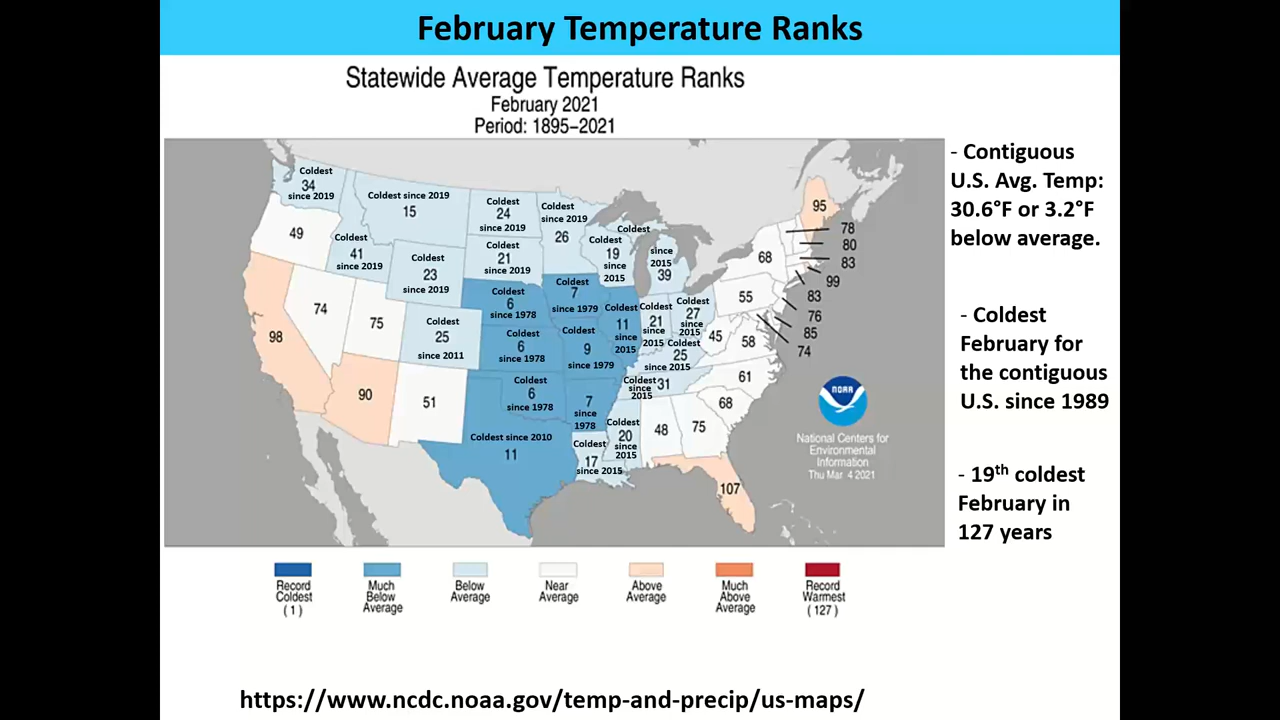 February Temperature Ranks
Statewide Average Temperature Ranks
February 2021
Period: 1895–2021
Coldest
34
since 2019
Coldest since 2019
15
Coldest
24
since 2019
Coldest
since 2019
26
49
Coldest
41
since 2019
Coldest
23
since 2019
Coldest
21
since 2019
Coldest
19
since
2015
Coldest
since
2015
39
95
78
80
83
99
83
76
85
74
68
55
98
74
75
Coldest
25
since 2011
Coldest
6
since 1978
Coldest
7
since 1979
Coldest
11
since
2015
Coldest
21
since
2015
Coldest
27
since
2015
45
58
Coldest
6
since 1978
Coldest
9
since 1979
Coldest
25
since 2015
90
51
Coldest
6
since 1978
7
since
1978
Coldest
since
2015
31
61
68
Coldest since 2010
11
Coldest
17
since 2015
Coldest
20
since
2015
48
75
107
NOAA
National Centers for
Environmental
Information
Thu Mar 4 2021
- Contiguous
U.S. Avg. Temp:
30.6°F or 3.2°F
below average.
- Coldest
February for
the contiguous
U.S. since 1989
- 19th coldest
February in
127 years
Record
Coldest
(1)
Much
Below
Average
Below
Average
Near
Average
Above
Average
Much
Above
Average
Record
Warmest
(127)
https://www.ncdc.noaa.gov/temp-and-precip/us-maps/